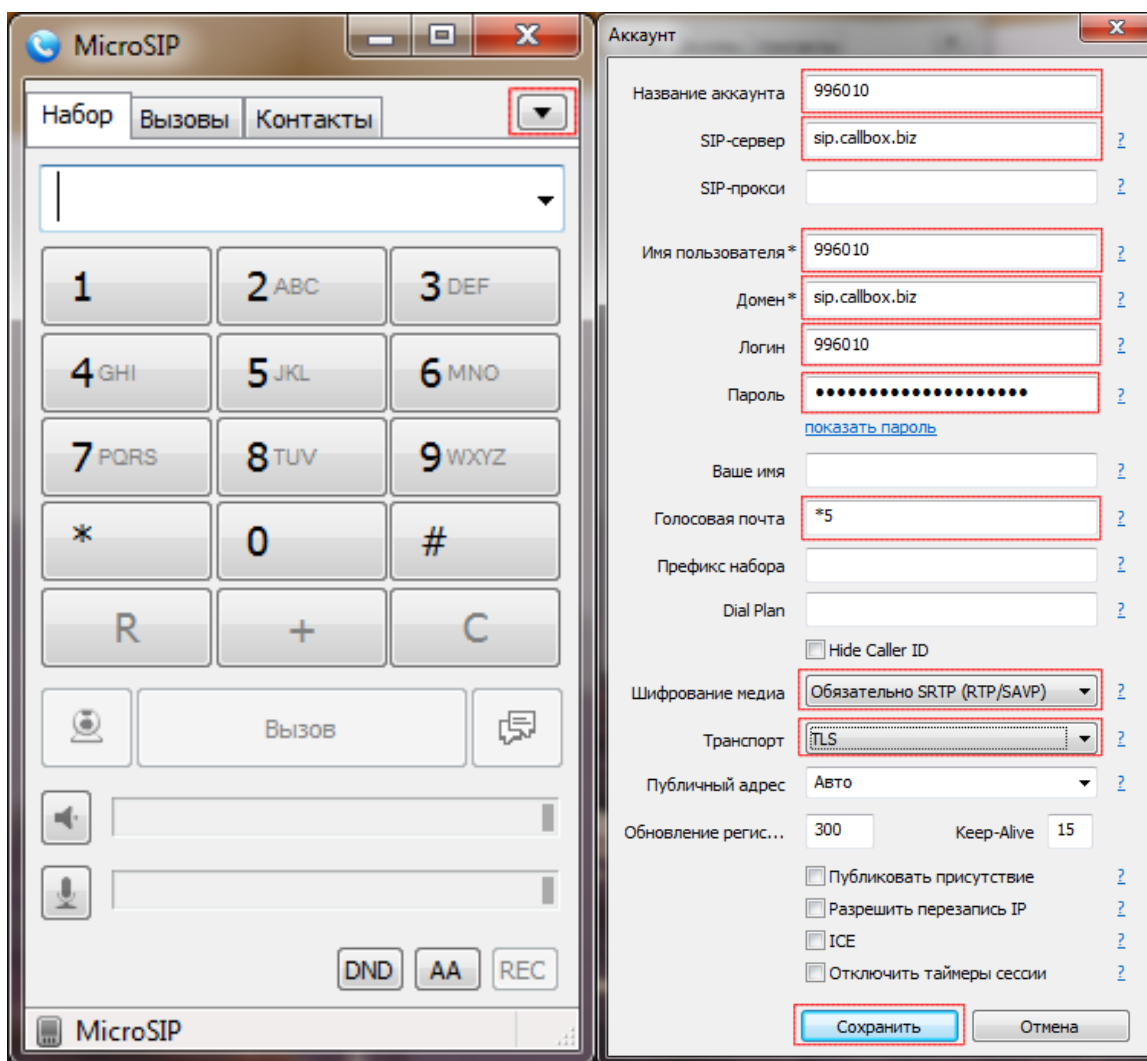 MicroSIP
Набор Вызовы Контакты
1 2 ABC 3 DEF
4 GHI 5 JKL 6 MNO
7 PQRS 8 TUV 9 WXYZ
* 0 #
R + C
Вызов
DND AA REC
MicroSIP
Аккаунт
Название аккаунта 996010
SIP-сервер sip.callbox.biz ?
SIP-прокси ?
Имя пользователя* 996010 ?
Домен* sip.callbox.biz ?
Логин 996010 ?
Пароль •••••••••••••••••••• ?
показать пароль
Ваше имя ?
Голосовая почта *5 ?
Префикс набора ?
Dial Plan ?
Hide Caller ID
Шифрование медиа Обязательно SRTP (RTP/SAVP) ?
Транспорт TLS ?
Публичный адрес Авто ?
Обновление регис... 300 Keep-Alive 15
Публиковать присутствие ?
Разрешить перезапись IP ?
ICE ?
Отключить таймеры сессии ?
Сохранить Отмена